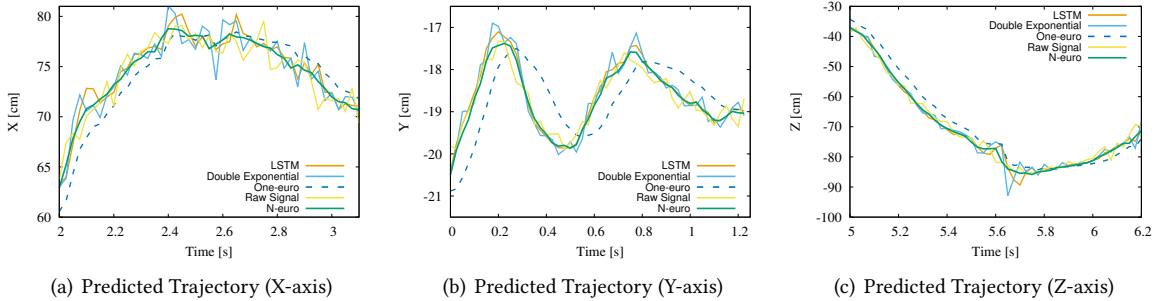 80
75
70
65
60
X [cm]
2
2.2
2.4
2.6
2.8
3
Time [s]
LSTM
Double Exponential
One-euro
Raw Signal
N-euro
(a) Predicted Trajectory (X-axis)
-17
-18
-19
-20
-21
Y [cm]
0
0.2
0.4
0.6
0.8
1
1.2
Time [s]
LSTM
Double Exponential
One-euro
Raw Signal
N-euro
(b) Predicted Trajectory (Y-axis)
-30
-40
-50
-60
-70
-80
-90
-100
Z [cm]
5
5.2
5.4
5.6
5.8
6
6.2
Time [s]
LSTM
Double Exponential
One-euro
Raw Signal
N-euro
(c) Predicted Trajectory (Z-axis)